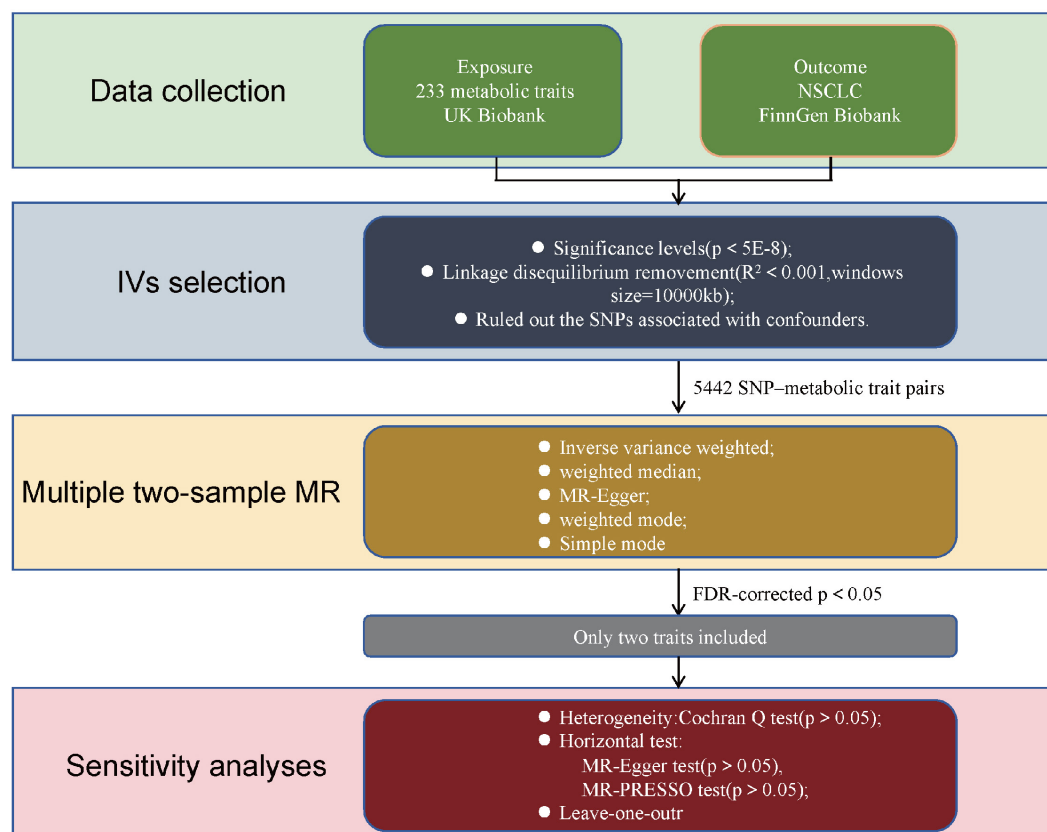 Data collection
Exposure
233 metabolic traits
UK Biobank
Outcome
NSCLC
FinnGen Biobank
IVs selection
● Significance levels(p < 5E-8);
● Linkage disequilibrium removement(R² < 0.001,windows
size=10000kb);
● Ruled out the SNPs associated with confounders.
5442 SNP–metabolic trait pairs
Multiple two-sample MR
● Inverse variance weighted;
● weighted median;
● MR-Egger;
● weighted mode;
● Simple mode
FDR-corrected p < 0.05
Only two traits included
Sensitivity analyses
● Heterogeneity:Cochran Q test(p > 0.05);
● Horizontal test:
MR-Egger test(p > 0.05),
MR-PRESSO test(p > 0.05);
● Leave-one-outr